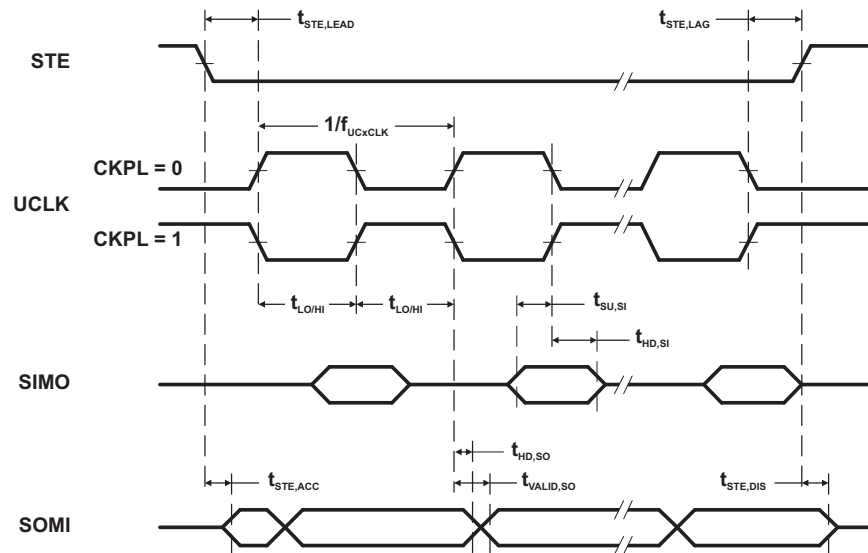 tSTE,LEAD
tSTE,LAG
STE
1/fUCxCLK
CKPL = 0
UCLK
CKPL = 1
tLO/HI tLO/HI
tSU,SI
tHD,SI
SIMO
tHD,SO
tSTE,ACC tVALID,SO tSTE,DIS
SOMI